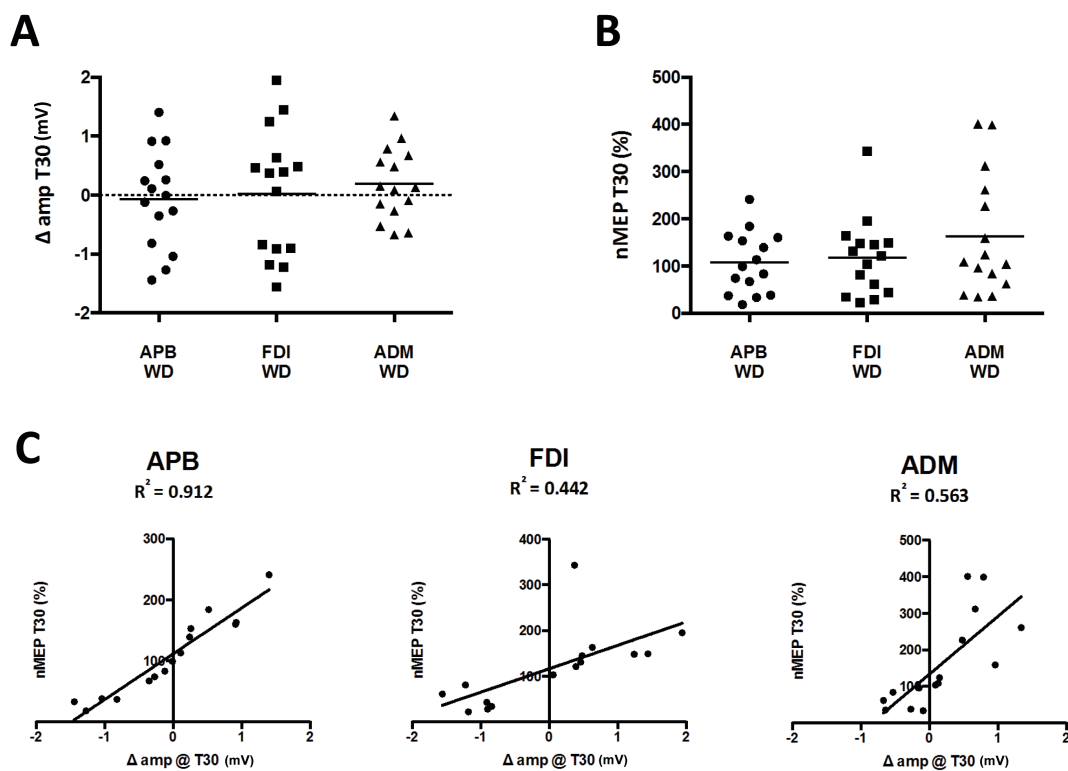 A
B
Δ amp T30 (mV)
2
1
0
-1
-2
APB
WD
FDI
WD
ADM
WD
nMEP T30 (%)
500
400
300
200
100
0
APB
WD
FDI
WD
ADM
WD
C
APB
R² = 0.912
nMEP T30 (%)
300
200
100
-2 -1 0 1 2
Δ amp @ T30 (mV)
FDI
R² = 0.442
nMEP T30 (%)
400
300
200
100
-2 -1 0 1 2
Δ amp @ T30 (mV)
ADM
R² = 0.563
nMEP T30 (%)
500
400
300
200
100
-2 -1 0 1 2
Δ amp @ T30 (mV)